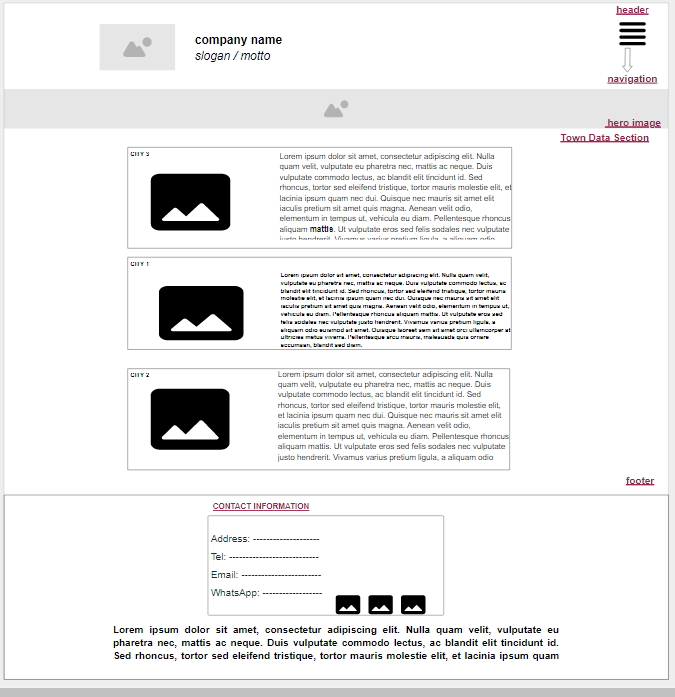 header
company name
slogan / motto
navigation
hero image
Town Data Section
CITY 3
Lorem ipsum dolor sit amet, consectetur adipiscing elit. Nulla
quam velit, vulputate eu pharetra nec, mattis ac neque. Duis
vulputate commodo lectus, ac blandit elit tincidunt id. Sed
rhoncus, tortor sed eleifend tristique, tortor mauris molestie elit, et
lacinia ipsum quam nec dui. Quisque nec mauris sit amet elit
iaculis pretium sit amet quis magna. Aenean velit odio,
elementum in tempus ut, vehicula eu diam. Pellentesque rhoncus
aliquam mattis. Ut vulputate eros sed felis sodales nec vulputate
justo hendrerit. Vivamus varius pretium ligula, a aliquam odio
CITY 1
Lorem ipsum dolor sit amet, consectetur adipiscing elit. Nulla quam velit,
vulputate eu pharetra nec, mattis ac neque. Duis vulputate commodo lectus, ac
blandit elit tincidunt id. Sed rhoncus, tortor sed eleifend tristique, tortor mauris
molestie elit, et lacinia ipsum quam nec dui. Quisque nec mauris sit amet elit
iaculis pretium sit amet quis magna. Aenean velit odio, elementum in tempus ut,
vehicula eu diam. Pellentesque rhoncus aliquam mattis. Ut vulputate eros sed
felis sodales nec vulputate justo hendrerit. Vivamus varius pretium ligula, a
aliquam odio euismod sit amet. Quisque laoreet sem sit amet orci ullamcorper at
ultricies metus viverra. Pellentesque arcu mauris, malesuada quis ornare
accumsan, blandit sed diam.
CITY 2
Lorem ipsum dolor sit amet, consectetur adipiscing elit. Nulla
quam velit, vulputate eu pharetra nec, mattis ac neque. Duis
vulputate commodo lectus, ac blandit elit tincidunt id. Sed
rhoncus, tortor sed eleifend tristique, tortor mauris molestie elit,
et lacinia ipsum quam nec dui. Quisque nec mauris sit amet elit
iaculis pretium sit amet quis magna. Aenean velit odio,
elementum in tempus ut, vehicula eu diam. Pellentesque rhoncus
aliquam mattis. Ut vulputate eros sed felis sodales nec vulputate
justo hendrerit. Vivamus varius pretium ligula, a aliquam odio
footer
CONTACT INFORMATION
Address: --------------------
Tel: ---------------------------
Email: ------------------------
WhatsApp: ------------------
Lorem ipsum dolor sit amet, consectetur adipiscing elit. Nulla quam velit, vulputate eu
pharetra nec, mattis ac neque. Duis vulputate commodo lectus, ac blandit elit tincidunt id.
Sed rhoncus, tortor sed eleifend tristique, tortor mauris molestie elit, et lacinia ipsum quam